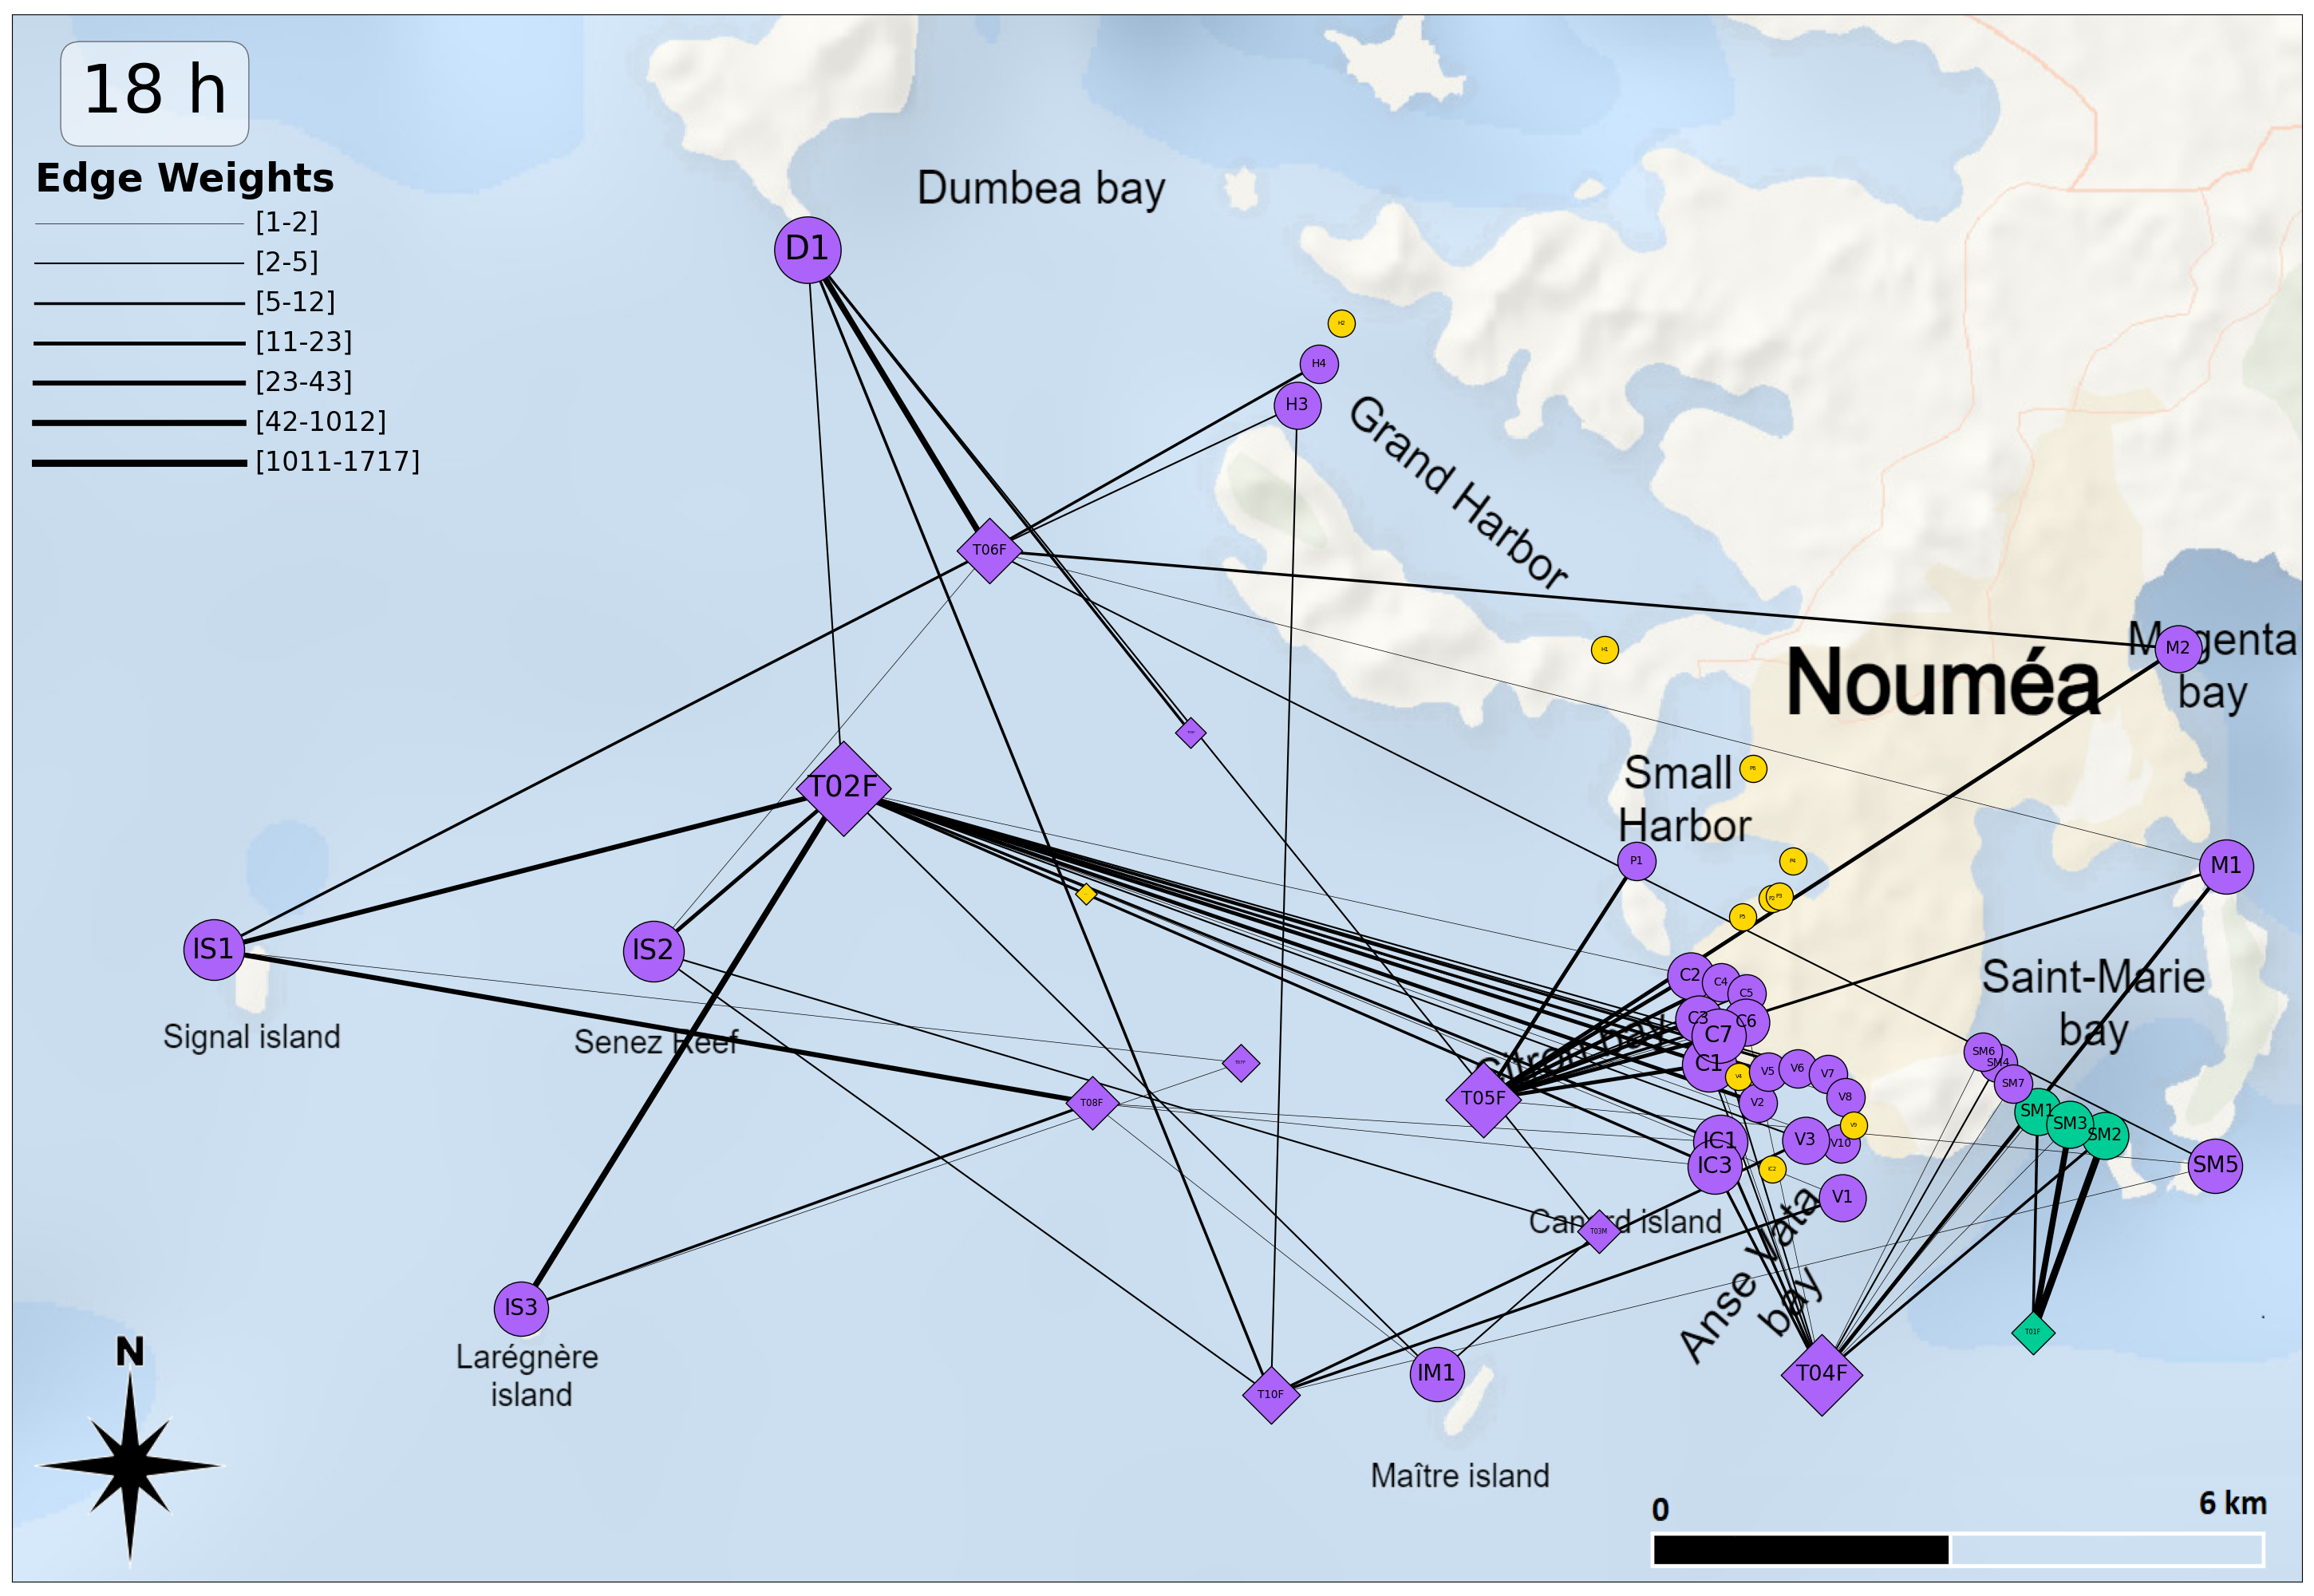 18 h
Edge Weights
[1-2]
[2-5]
[5-12]
[11-23]
[23-43]
[42-1012]
[1011-1717]
Dumbea bay
D1
H2
H4
H3
Grand Harbor
T06F
H1
M2
Magenta
bay
Nouméa
Small
Harbor
P6
T02F
P1
P4
M1
P2
P3
P5
IS1
IS2
C2
C4
C5
Saint-Marie
bay
Signal island
Senez Reef
C3
C6
C7
C1
V4
V5
V6
V7
V8
V2
SM6
SM4
SM7
SM1
SM3
SM2
T08F
T05F
IC1
V3
V10
V9
IC3
IC2
SM5
V1
Canard island
T03M
Anse Vata
bay
IS3
Larégnère
island
T01F
N
T10F
IM1
T04F
Maître island
0
6 km